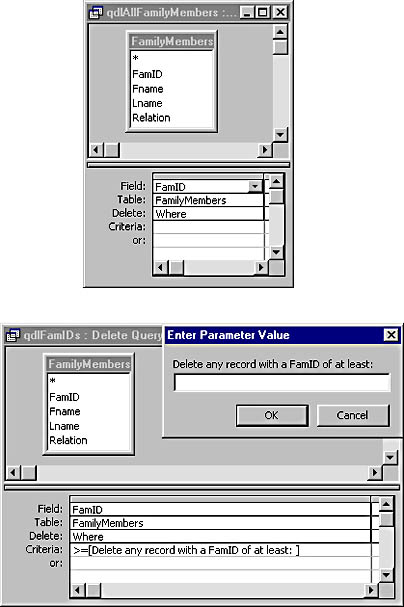 qdlAllFamilyMembers :...
FamilyMembers
*
FamID
Fname
Lname
Relation
Field: FamID
Table: FamilyMembers
Delete: Where
Criteria:
or:
qdlFamIDs : Delete Query
Enter Parameter Value
Delete any record with a FamID of at least:
OK Cancel
FamilyMembers
*
FamID
Fname
Lname
Relation
Field: FamID
Table: FamilyMembers
Delete: Where
Criteria: >=[Delete any record with a FamID of at least: ]
or: